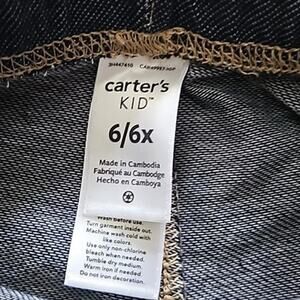 3H447410
carter's
KID™
6/6x
Made in Cambodia
Fabriqué au Cambodge
Hecho en Camboya
Wash before use.
Turn garment inside out.
Machine wash cold with
like colors.
Use only non-chlorine
bleach when needed.
Tumble dry medium.
Warm iron if needed.
Do not iron decoration.